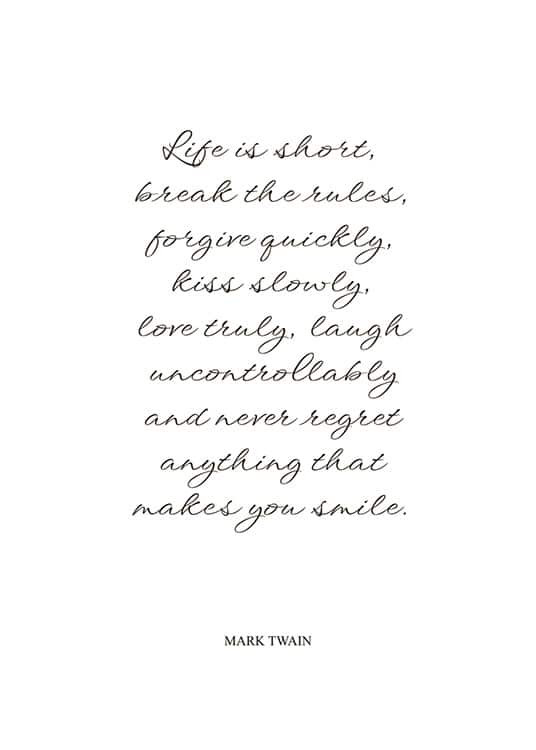 Life is short,
break the rules,
forgive quickly,
kiss slowly,
love truly, laugh
uncontrollably
and never regret
anything that
makes you smile.
MARK TWAIN